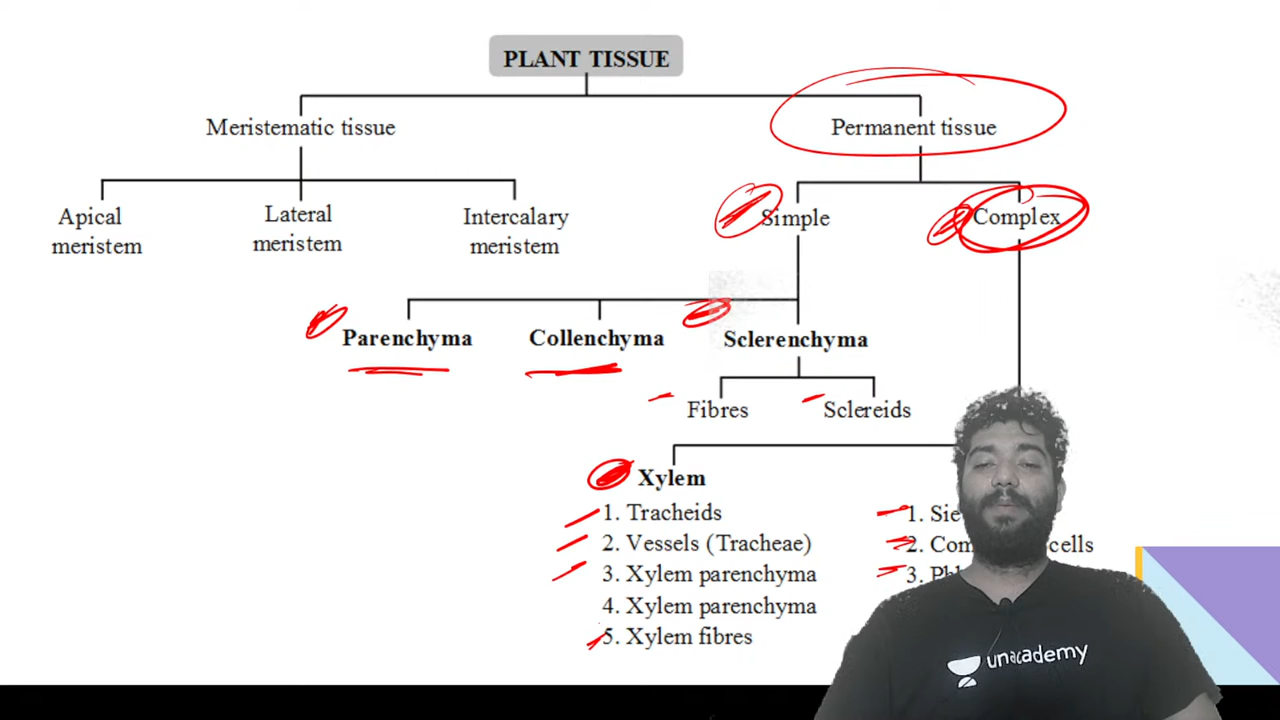 PLANT TISSUE
Meristematic tissue
Permanent tissue
Apical
meristem
Lateral
meristem
Intercalary
meristem
Simple
Complex
Parenchyma
Collenchyma
Sclerenchyma
Fibres
Sclereids
Xylem
1. Tracheids
2. Vessels (Tracheae)
3. Xylem parenchyma
4. Xylem parenchyma
5. Xylem fibres
1.
2. cells
3.
unacademy